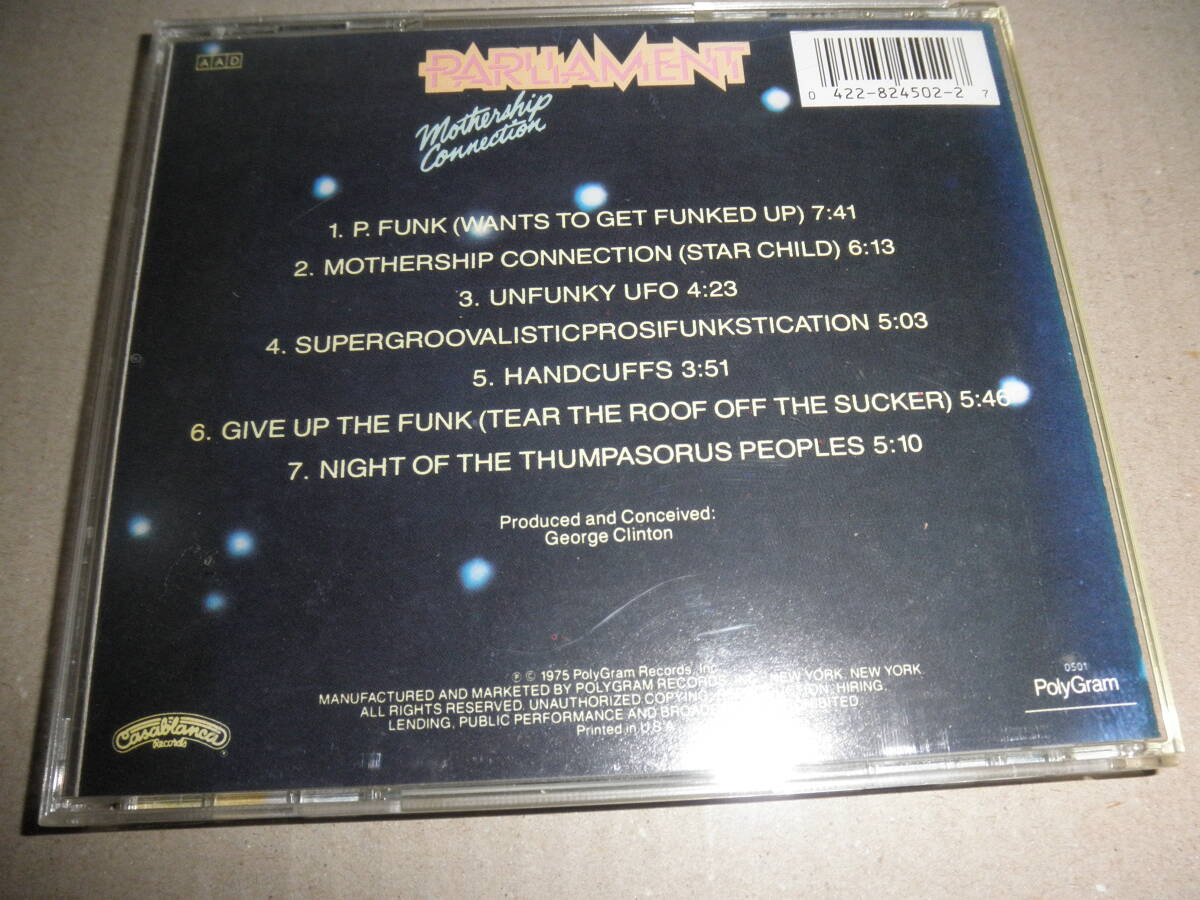 AAD
PARLIAMENT
0 422-824502-2 7
Mothership
Connection
1. P. FUNK (WANTS TO GET FUNKED UP) 7:41
2. MOTHERSHIP CONNECTION (STAR CHILD) 6:13
3. UNFUNKY UFO 4:23
4. SUPERGROOVALISTICPROSIFUNKSTICATION 5:03
5. HANDCUFFS 3:51
6. GIVE UP THE FUNK (TEAR THE ROOF OFF THE SUCKER) 5:46
7. NIGHT OF THE THUMPASORUS PEOPLES 5:10
Produced and Conceived:
George Clinton
℗ © 1975 PolyGram Records, Inc.
MANUFACTURED AND MARKETED BY POLYGRAM RECORDS, INC., NEW YORK, NEW YORK
ALL RIGHTS RESERVED. UNAUTHORIZED COPYING, HIRING,
LENDING, PUBLIC PERFORMANCE AND
Printed in U.S.A.
0501
PolyGram
Casablanca
Records